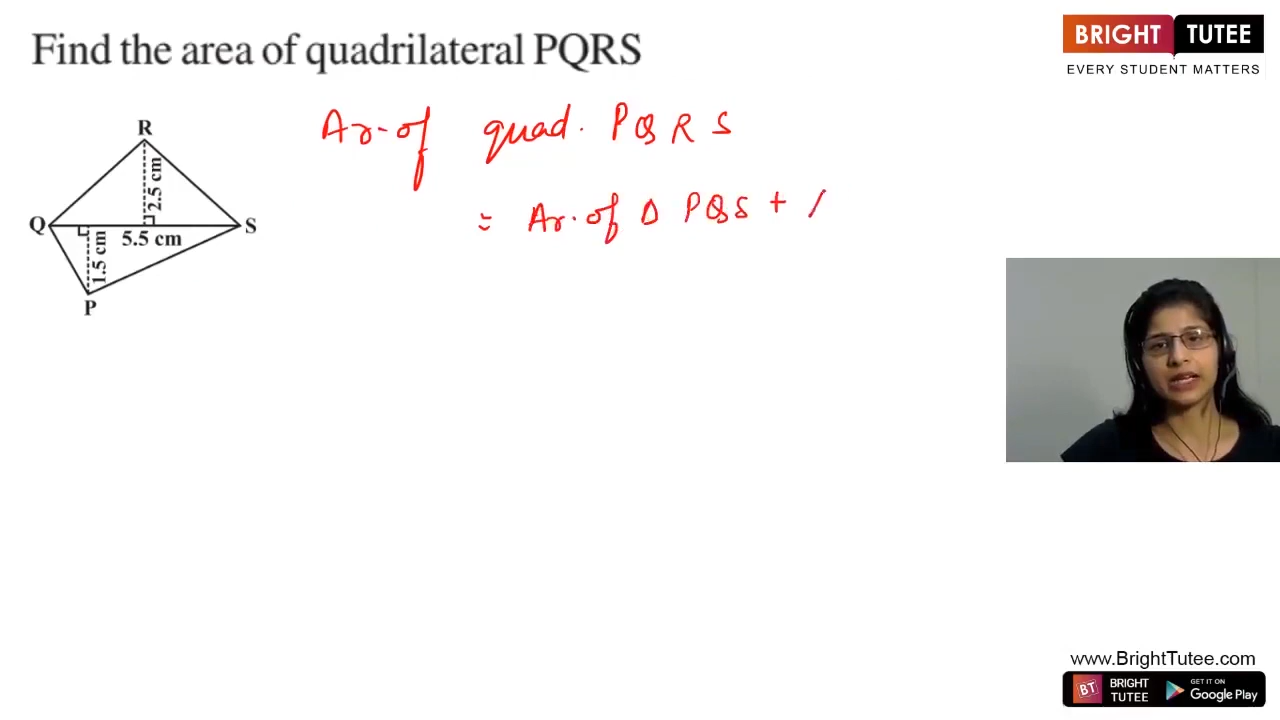 Find the area of quadrilateral PQRS
BRIGHT TUTEE
EVERY STUDENT MATTERS
Ar. of quad. PQRS
= Ar. of Δ PQS +
R
2.5 cm
Q
S
5.5 cm
1.5 cm
P
www.BrightTutee.com
BT
BRIGHT
TUTEE
GET IT ON
Google Play